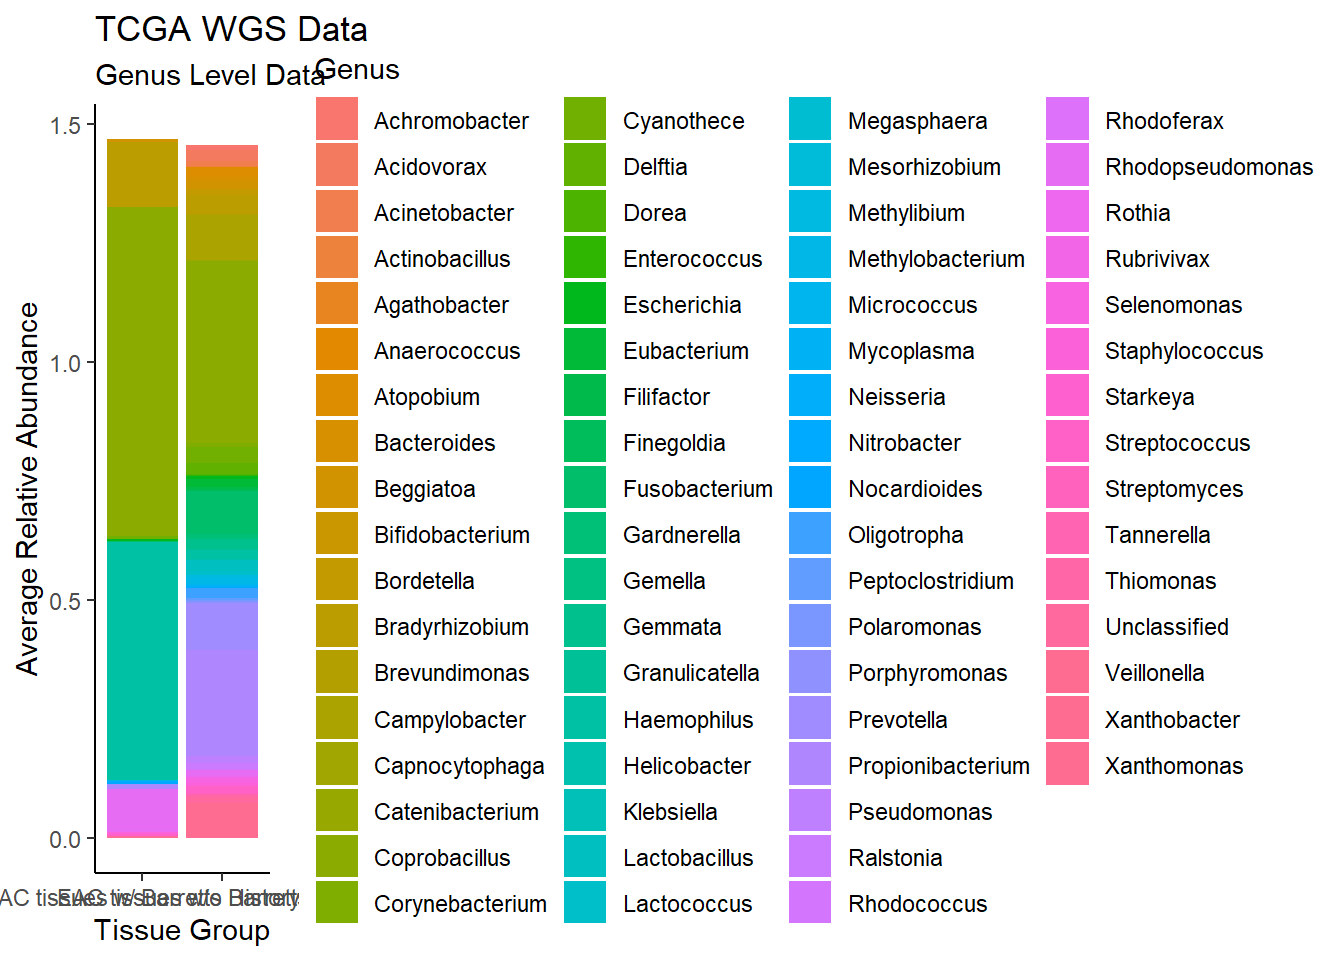 TCGA WGS Data
Genus Level Data
Genus
Average Relative Abundance
1.5
1.0
0.5
0.0
AC tissues w/ Barrett's History
EAC tissues w/o
Tissue Group
Achromobacter
Acidovorax
Acinetobacter
Actinobacillus
Agathobacter
Anaerococcus
Atopobium
Bacteroides
Beggiatoa
Bifidobacterium
Bordetella
Bradyrhizobium
Brevundimonas
Campylobacter
Capnocytophaga
Catenibacterium
Coprobacillus
Corynebacterium
Cyanothece
Delftia
Dorea
Enterococcus
Escherichia
Eubacterium
Filifactor
Finegoldia
Fusobacterium
Gardnerella
Gemella
Gemmata
Granulicatella
Haemophilus
Helicobacter
Klebsiella
Lactobacillus
Lactococcus
Megasphaera
Mesorhizobium
Methylibium
Methylobacterium
Micrococcus
Mycoplasma
Neisseria
Nitrobacter
Nocardioides
Oligotropha
Peptoclostridium
Polaromonas
Porphyromonas
Prevotella
Propionibacterium
Pseudomonas
Ralstonia
Rhodococcus
Rhodoferax
Rhodopseudomonas
Rothia
Rubrivivax
Selenomonas
Staphylococcus
Starkeya
Streptococcus
Streptomyces
Tannerella
Thiomonas
Unclassified
Veillonella
Xanthobacter
Xanthomonas